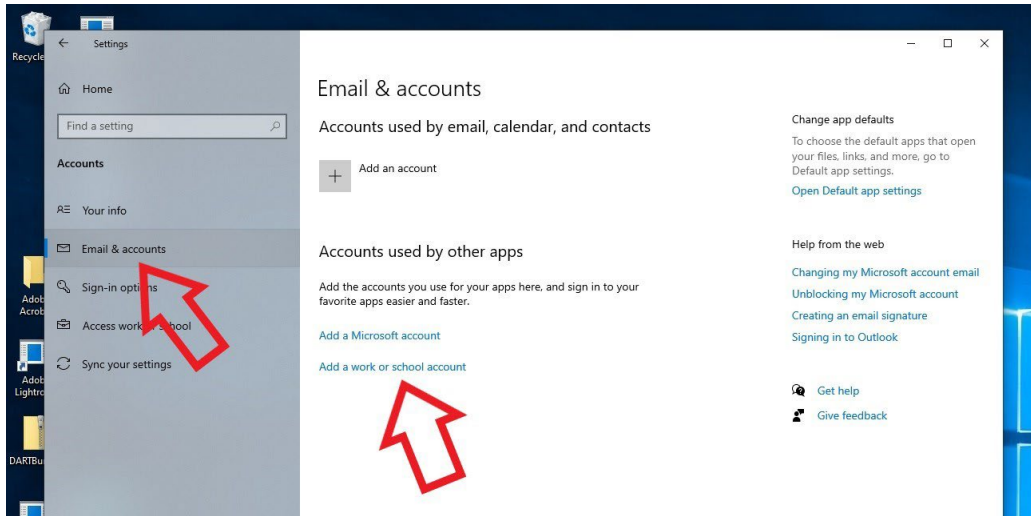 Recycle
Settings
Home
Find a setting
Accounts
Your info
Email & accounts
Sign-in options
Access work school
Sync your settings
Adob
Acrob
Adob
Lightro
DARTBu
Email & accounts
Accounts used by email, calendar, and contacts
Add an account
Accounts used by other apps
Add the accounts you use for your apps here, and sign in to your
favorite apps easier and faster.
Add a Microsoft account
Add a work or school account
Change app defaults
To choose the default apps that open
your files, links, and more, go to
Default app settings.
Open Default app settings
Help from the web
Changing my Microsoft account email
Unblocking my Microsoft account
Creating an email signature
Signing in to Outlook
Get help
Give feedback